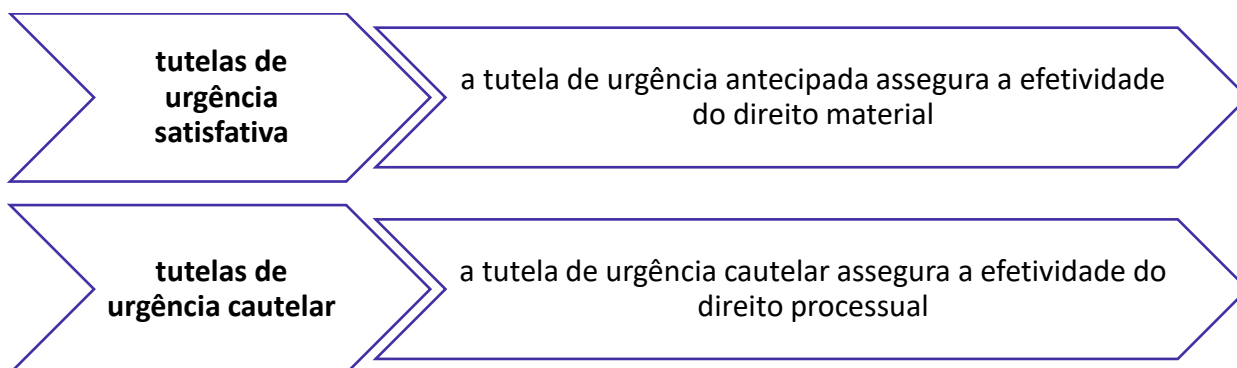 tutelas de
urgência
satisfativa
a tutela de urgência antecipada assegura a efetividade
do direito material
tutelas de
urgência cautelar
a tutela de urgência cautelar assegura a efetividade do
direito processual